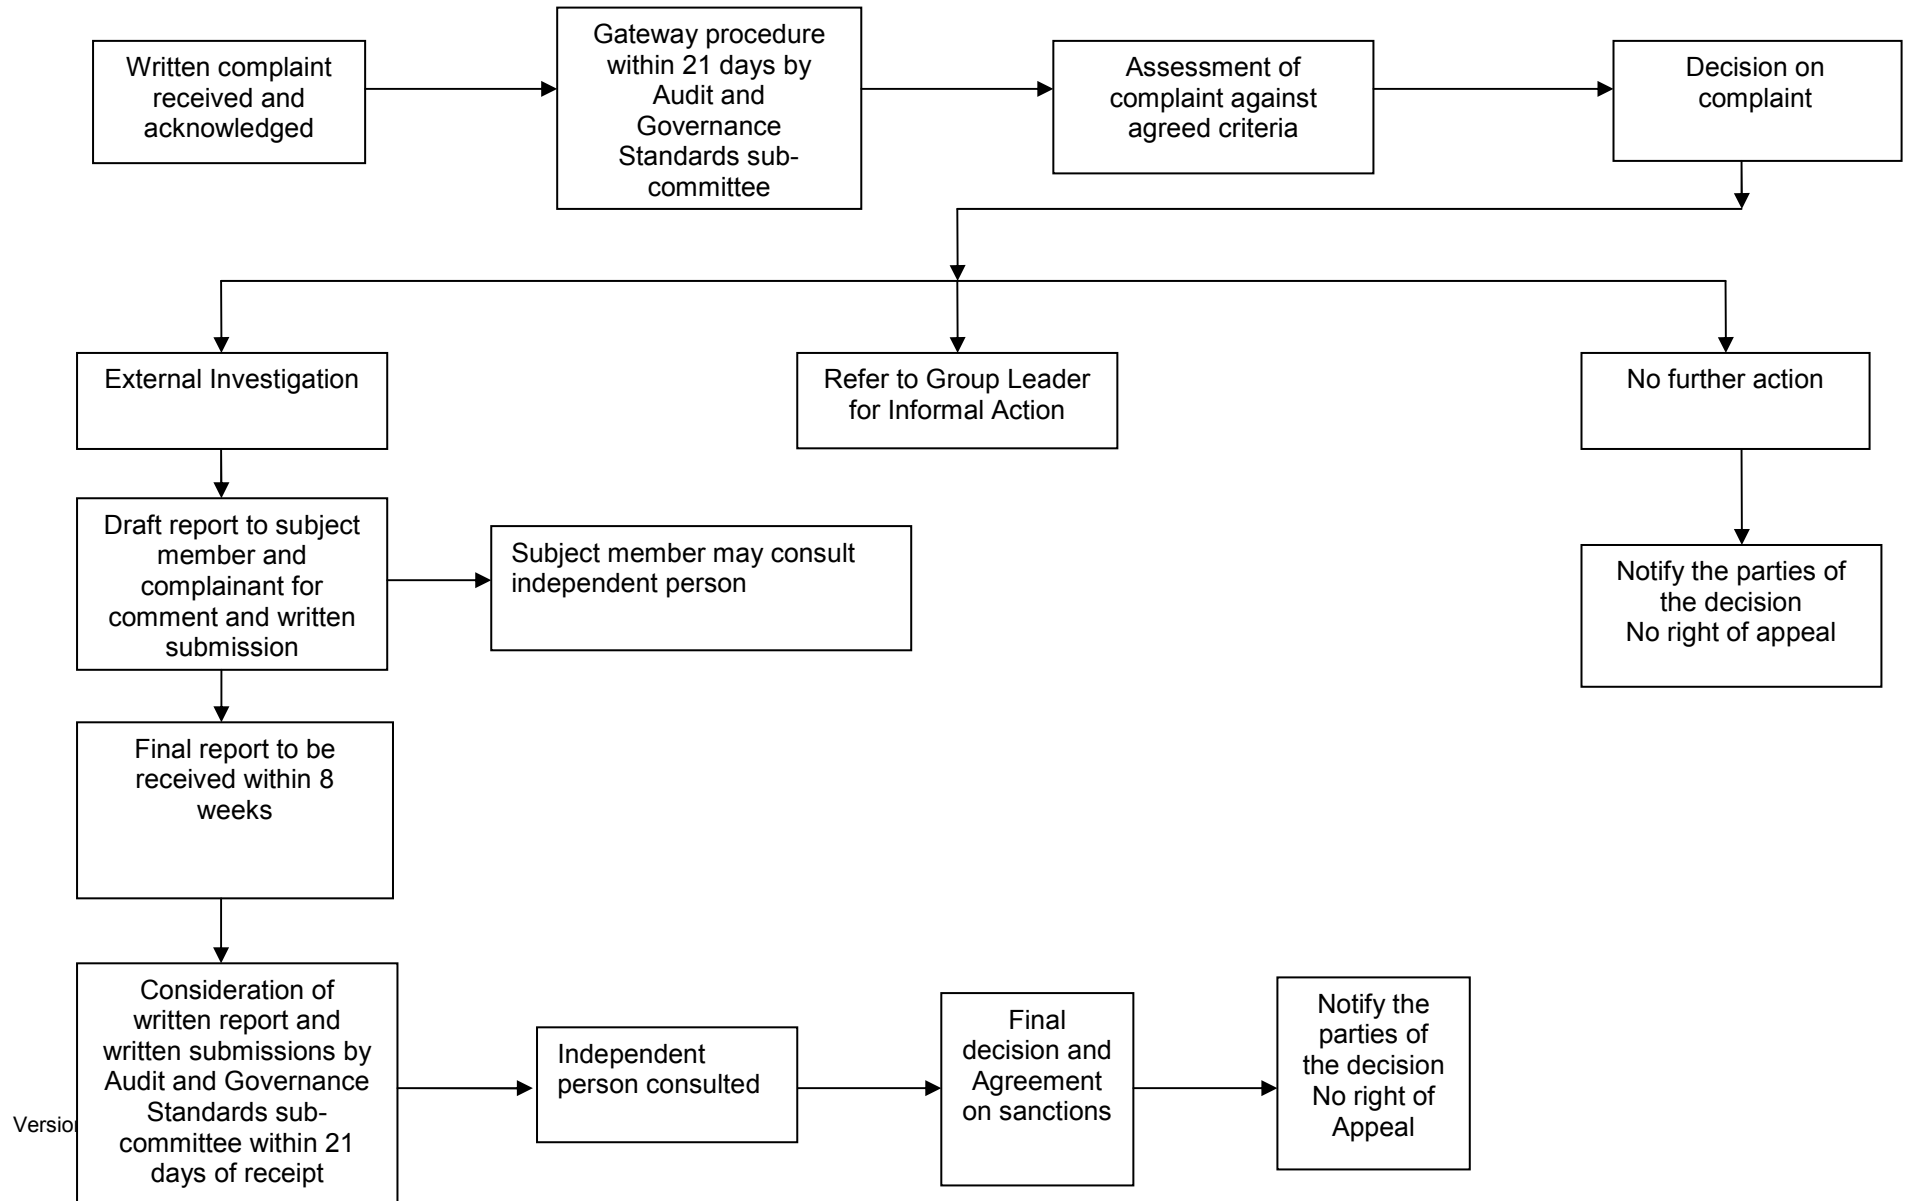 Written complaint
received and
acknowledged
Gateway procedure
within 21 days by
Audit and
Governance
Standards sub-
committee
Assessment of
complaint against
agreed criteria
Decision on
complaint
External Investigation
Refer to Group Leader
for Informal Action
No further action
Draft report to subject
member and
complainant for
comment and written
submission
Subject member may consult
independent person
Notify the parties of
the decision
No right of appeal
Final report to be
received within 8
weeks
Consideration of
written report and
written submissions by
Audit and Governance
Standards sub-
committee within 21
days of receipt
Independent
person consulted
Final
decision and
Agreement
on sanctions
Notify the
parties of
the decision
No right of
Appeal